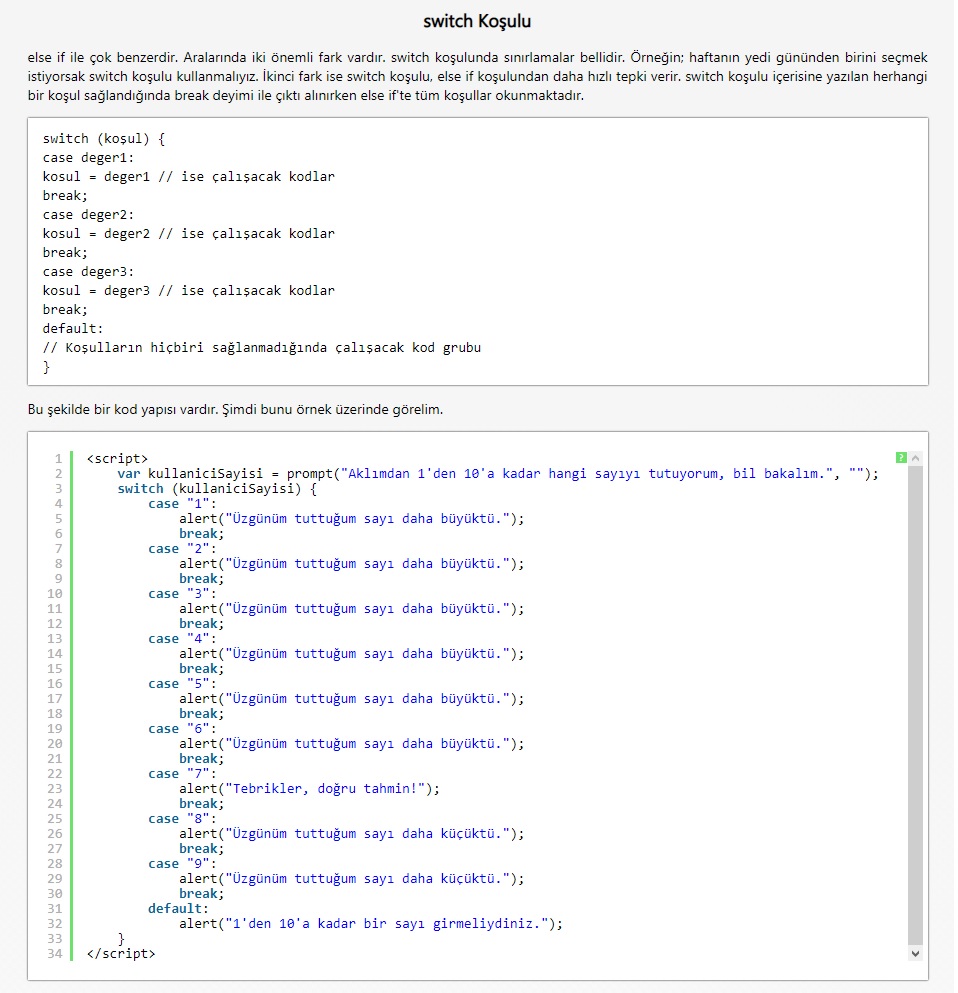 switch Koşulu
else if ile çok benzerdir. Aralarında iki önemli fark vardır. switch koşulunda sınırlamalar bellidir. Örneğin; haftanın yedi gününden birini seçmek
istiyorsak switch koşulu kullanmalıyız. İkinci fark ise switch koşulu, else if koşulundan daha hızlı tepki verir. switch koşulu içerisine yazılan herhangi
bir koşul sağlandığında break deyimi ile çıktı alınırken else if'te tüm koşullar okunmaktadır.
switch (koşul) {
case deger1:
kosul = deger1 // ise çalışacak kodlar
break;
case deger2:
kosul = deger2 // ise çalışacak kodlar
break;
case deger3:
kosul = deger3 // ise çalışacak kodlar
break;
default:
// Koşulların hiçbiri sağlanmadığında çalışacak kod grubu
}
Bu şekilde bir kod yapısı vardır. Şimdi bunu örnek üzerinde görelim.
1 <script>
2 var kullaniciSayisi = prompt("Aklımdan 1'den 10'a kadar hangi sayıyı tutuyorum, bil bakalım.", "");
3 switch (kullaniciSayisi) {
4 case "1":
5 alert("Üzgünüm tuttuğum sayı daha büyüktü.");
6 break;
7 case "2":
8 alert("Üzgünüm tuttuğum sayı daha büyüktü.");
9 break;
10 case "3":
11 alert("Üzgünüm tuttuğum sayı daha büyüktü.");
12 break;
13 case "4":
14 alert("Üzgünüm tuttuğum sayı daha büyüktü.");
15 break;
16 case "5":
17 alert("Üzgünüm tuttuğum sayı daha büyüktü.");
18 break;
19 case "6":
20 alert("Üzgünüm tuttuğum sayı daha büyüktü.");
21 break;
22 case "7":
23 alert("Tebrikler, doğru tahmin!");
24 break;
25 case "8":
26 alert("Üzgünüm tuttuğum sayı daha küçüktü.");
27 break;
28 case "9":
29 alert("Üzgünüm tuttuğum sayı daha küçüktü.");
30 break;
31 default:
32 alert("1'den 10'a kadar bir sayı girmeliydiniz.");
33 }
34 </script>
?